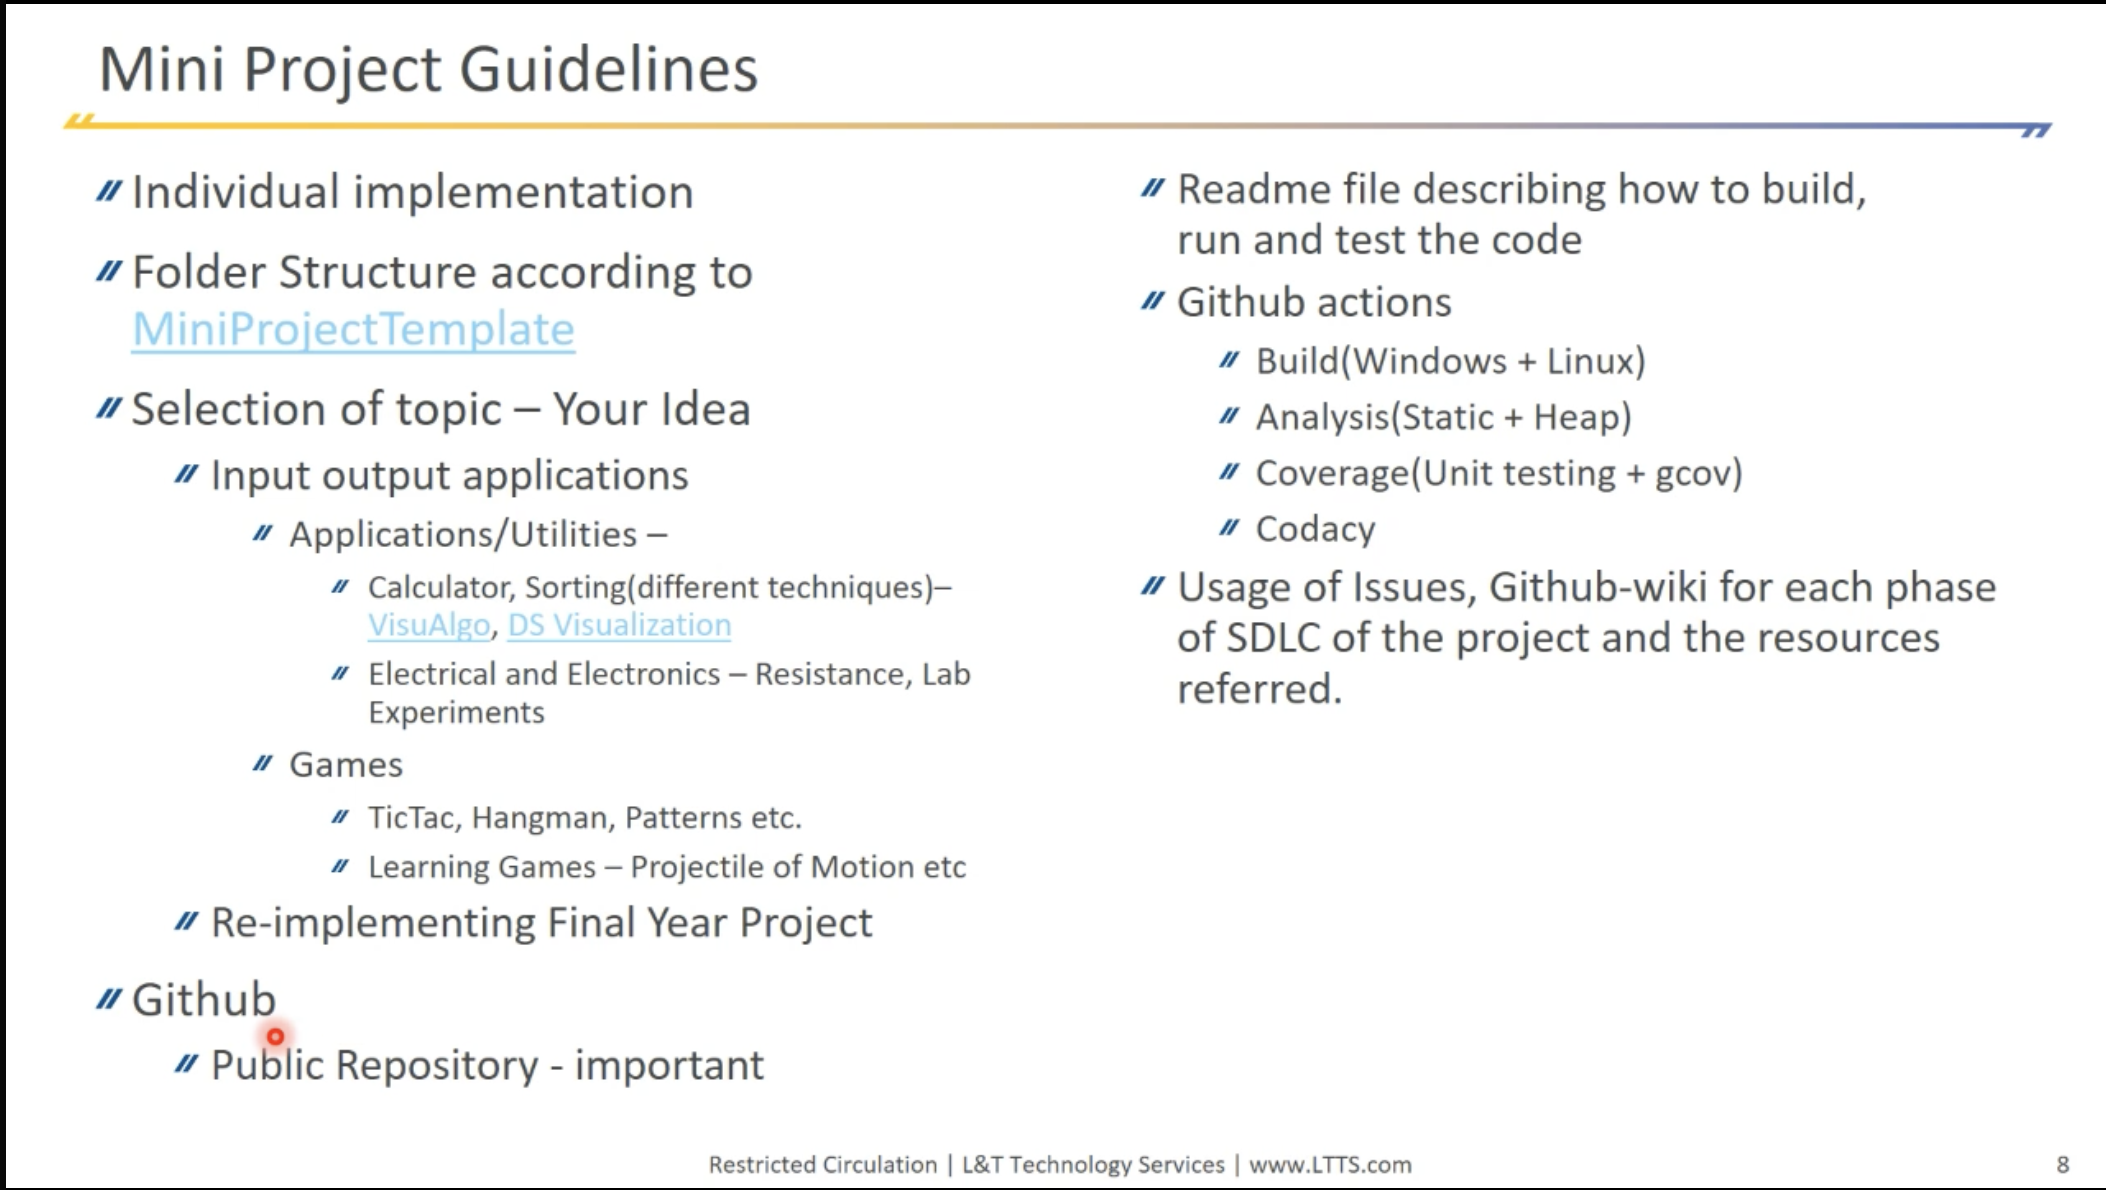 Mini Project Guidelines
Individual implementation
Folder Structure according to
MiniProjectTemplate
Selection of topic – Your Idea
Input output applications
Applications/Utilities –
Calculator, Sorting(different techniques)–
VisuAlgo, DS Visualization
Electrical and Electronics – Resistance, Lab
Experiments
Games
TicTac, Hangman, Patterns etc.
Learning Games – Projectile of Motion etc
Re-implementing Final Year Project
Github
Public Repository - important
Readme file describing how to build,
run and test the code
Github actions
Build(Windows + Linux)
Analysis(Static + Heap)
Coverage(Unit testing + gcov)
Codacy
Usage of Issues, Github-wiki for each phase
of SDLC of the project and the resources
referred.
Restricted Circulation | L&T Technology Services | www.LTTS.com
8